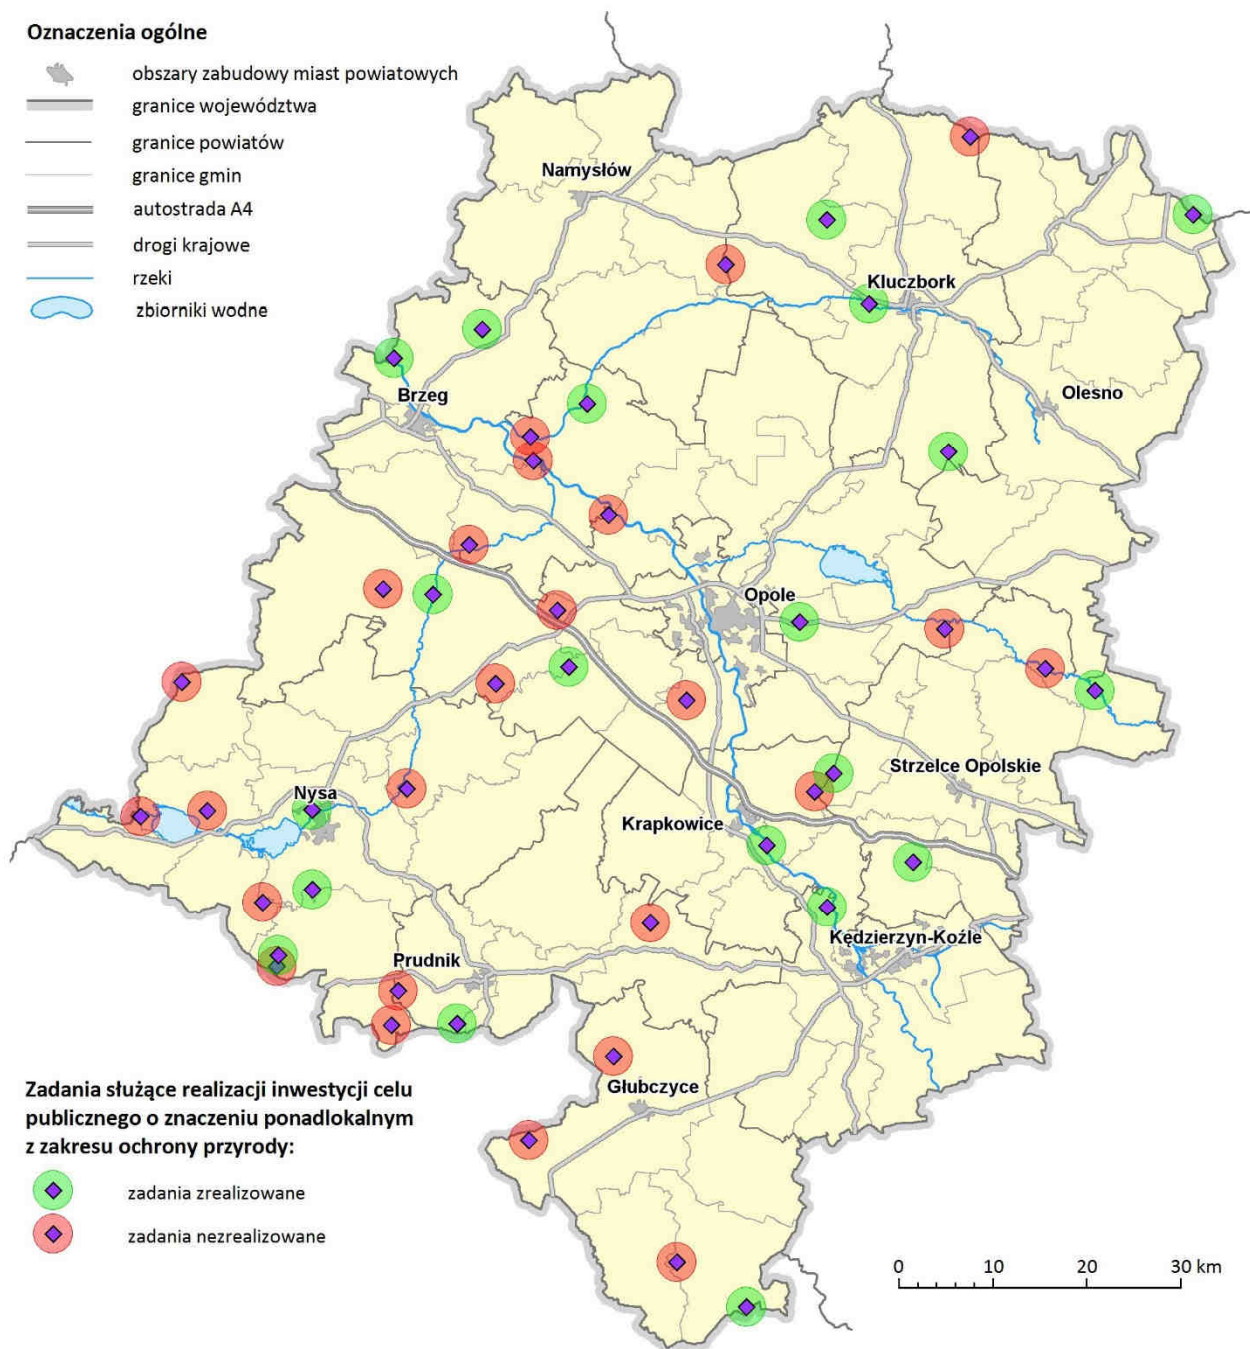 Oznaczenia ogólne
obszary zabudowy miast powiatowych
granice województwa
granice powiatów
granice gmin
autostrada A4
drogi krajowe
rzeki
zbiorniki wodne
Namysłów
Kluczbork
Brzeg
Olesno
Opole
Strzelce Opolskie
Nysa
Krapkowice
Kędzierzyn-Koźle
Prudnik
Głubczyce
Zadania służące realizacji inwestycji celu
publicznego o znaczeniu ponadlokalnym
z zakresu ochrony przyrody:
zadania zrealizowane
zadania niezrealizowane
0 10 20 30 km